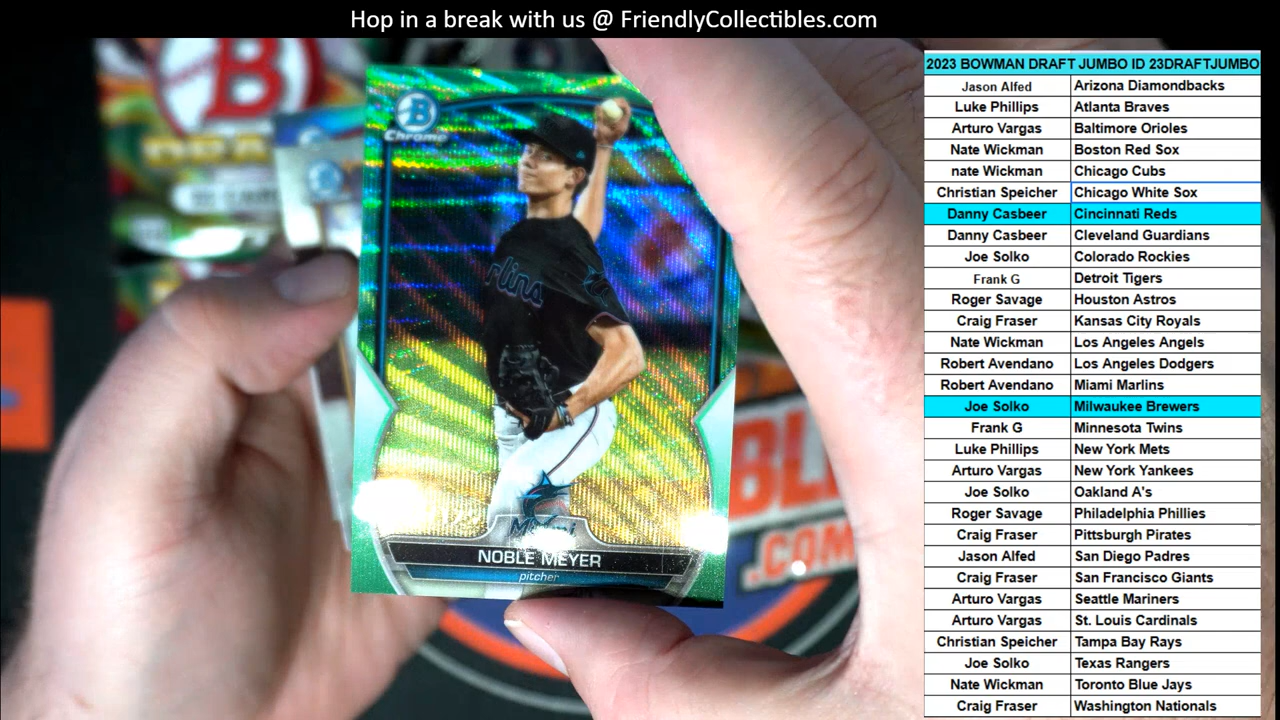 Hop in a break with us @ FriendlyCollectibles.com
B
Chrome
rlins
Miami
NOBLE MEYER
pitcher
B
.COM
2023 BOWMAN DRAFT JUMBO ID 23DRAFTJUMBO
Jason Alfed Arizona Diamondbacks
Luke Phillips Atlanta Braves
Arturo Vargas Baltimore Orioles
Nate Wickman Boston Red Sox
nate Wickman Chicago Cubs
Christian Speicher Chicago White Sox
Danny Casbeer Cincinnati Reds
Danny Casbeer Cleveland Guardians
Joe Solko Colorado Rockies
Frank G Detroit Tigers
Roger Savage Houston Astros
Craig Fraser Kansas City Royals
Nate Wickman Los Angeles Angels
Robert Avendano Los Angeles Dodgers
Robert Avendano Miami Marlins
Joe Solko Milwaukee Brewers
Frank G Minnesota Twins
Luke Phillips New York Mets
Arturo Vargas New York Yankees
Joe Solko Oakland A's
Roger Savage Philadelphia Phillies
Craig Fraser Pittsburgh Pirates
Jason Alfed San Diego Padres
Craig Fraser San Francisco Giants
Arturo Vargas Seattle Mariners
Arturo Vargas St. Louis Cardinals
Christian Speicher Tampa Bay Rays
Joe Solko Texas Rangers
Nate Wickman Toronto Blue Jays
Craig Fraser Washington Nationals